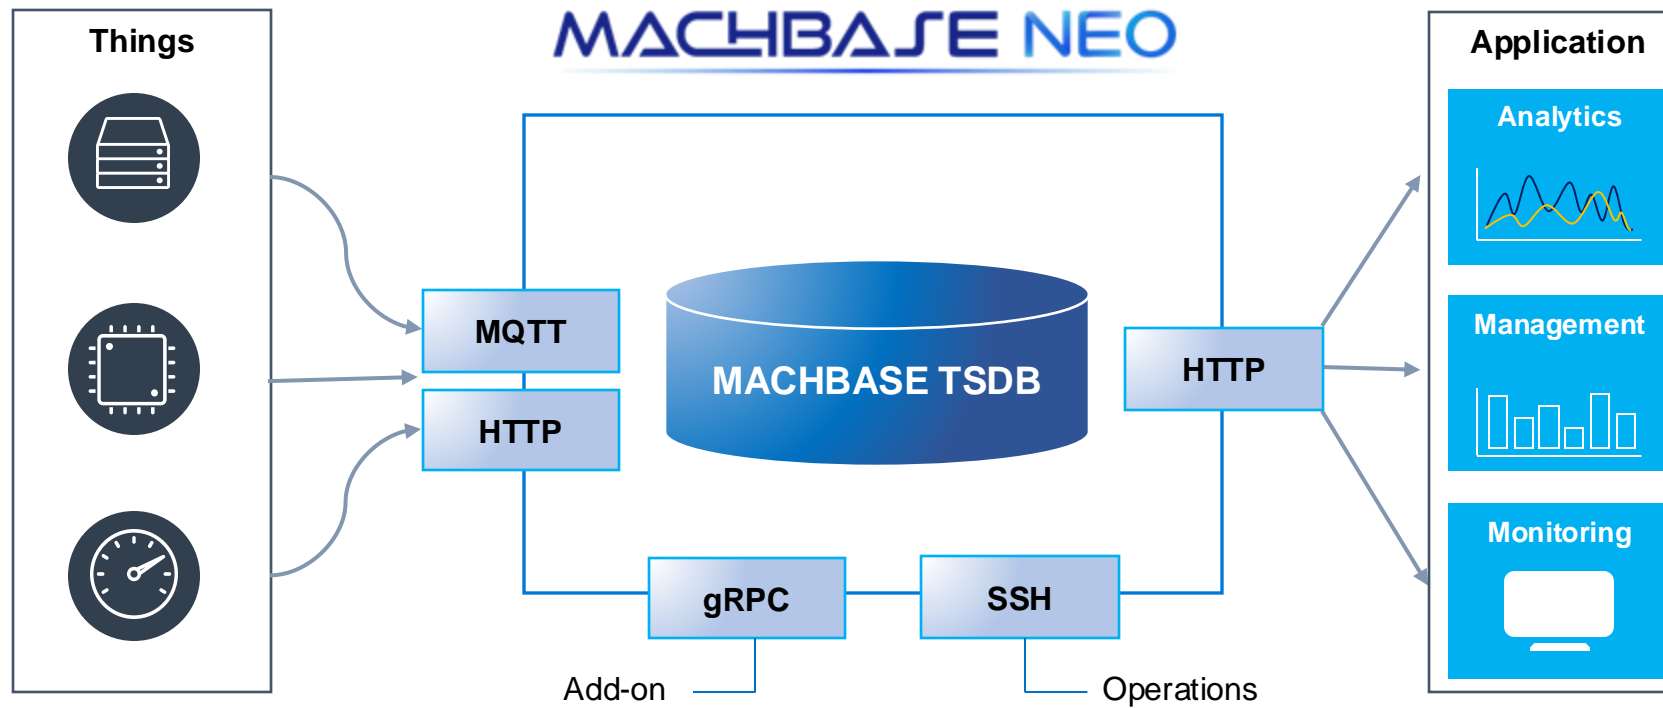 MACHBASE NEO
Things
MQTT
HTTP
MACHBASE TSDB
HTTP
gRPC
SSH
Add-on
Operations
Application
Analytics
Management
Monitoring